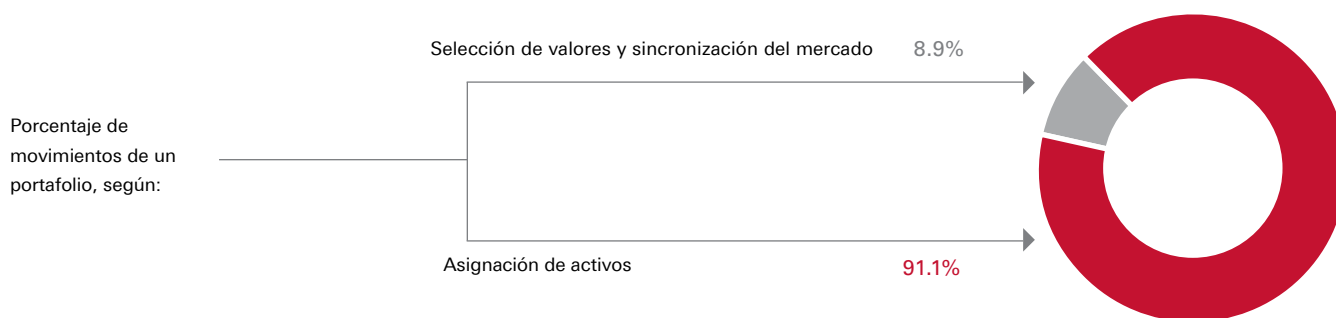 Selección de valores y sincronización del mercado 8.9%
Porcentaje de
movimientos de un
portafolio, según:
Asignación de activos 91.1%